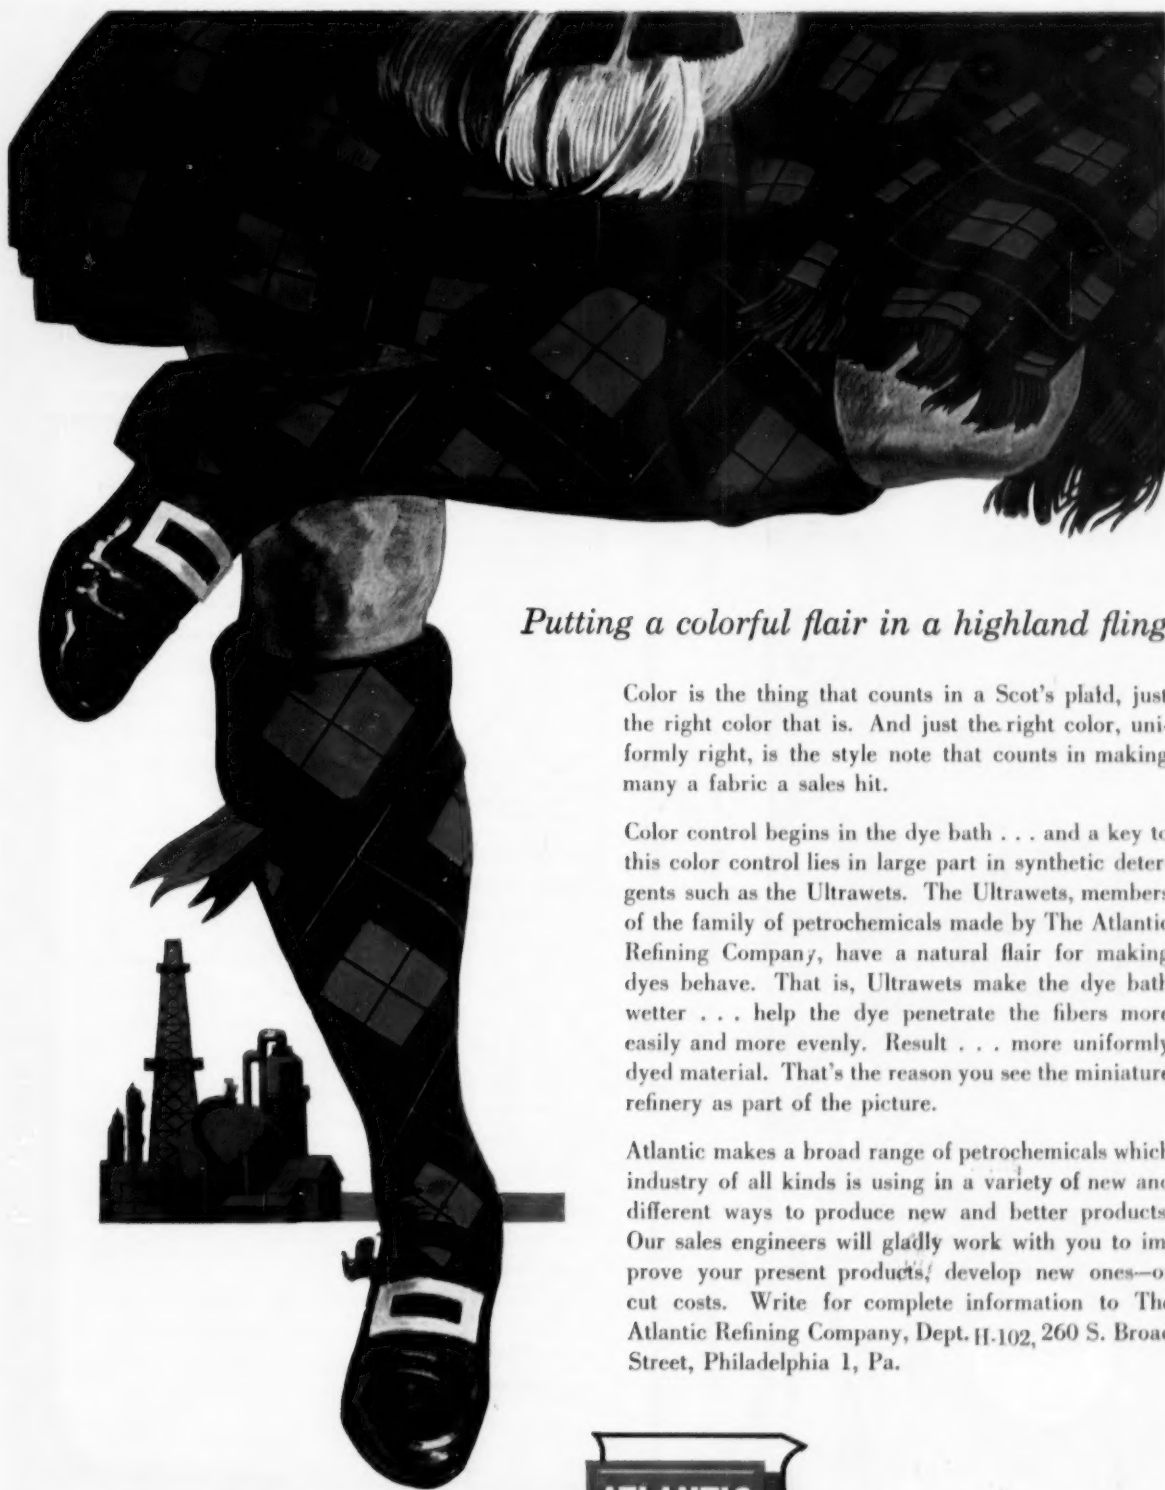 Putting a colorful flair in a highland fling
Color is the thing that counts in a Scot's plaid, just
the right color that is. And just the right color, uni-
formly right, is the style note that counts in making
many a fabric a sales hit.
Color control begins in the dye bath . . . and a key to
this color control lies in large part in synthetic deter
gents such as the Ultrawets. The Ultrawets, members
of the family of petrochemicals made by The Atlantic
Refining Company, have a natural flair for making
dyes behave. That is, Ultrawets make the dye bath
wetter . . . help the dye penetrate the fibers more
easily and more evenly. Result . . . more uniformly
dyed material. That's the reason you see the miniature
refinery as part of the picture.
Atlantic makes a broad range of petrochemicals which
industry of all kinds is using in a variety of new and
different ways to produce new and better products
Our sales engineers will gladly work with you to im
prove your present products, develop new ones—o
cut costs. Write for complete information to The
Atlantic Refining Company, Dept. H-102, 260 S. Broad
Street, Philadelphia 1, Pa.
ATLANTIC